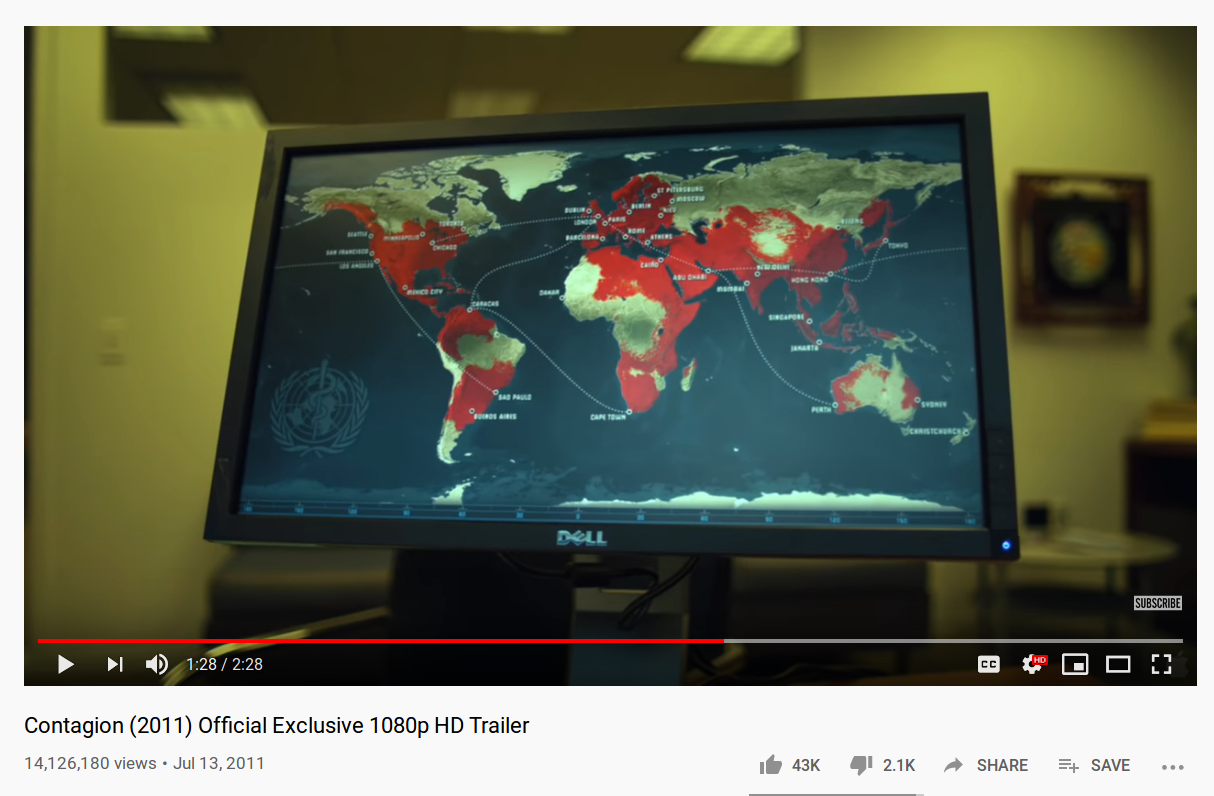 ST PETERSBURG
MOSCOW
DUBLIN
BERLIN
KIEV
LONDON
PARIS
TORONTO
SEATTLE
MINNEAPOLIS
ROME
BEIJING
BARCELONA
ATHENS
CHICAGO
TOKYO
SAN FRANCISCO
LOS ANGELES
CAIRO
NEW DELHI
ABU DHABI
HONG KONG
MEXICO CITY
DAKAR
MUMBAI
CARACAS
SINGAPORE
JAKARTA
SAO PAULO
SYDNEY
PERTH
BUENOS AIRES
CAPE TOWN
CHRISTCHURCH
DELL
SUBSCRIBE
1:28 / 2:28
CC
HD
Contagion (2011) Official Exclusive 1080p HD Trailer
14,126,180 views • Jul 13, 2011
43K
2.1K
SHARE
SAVE